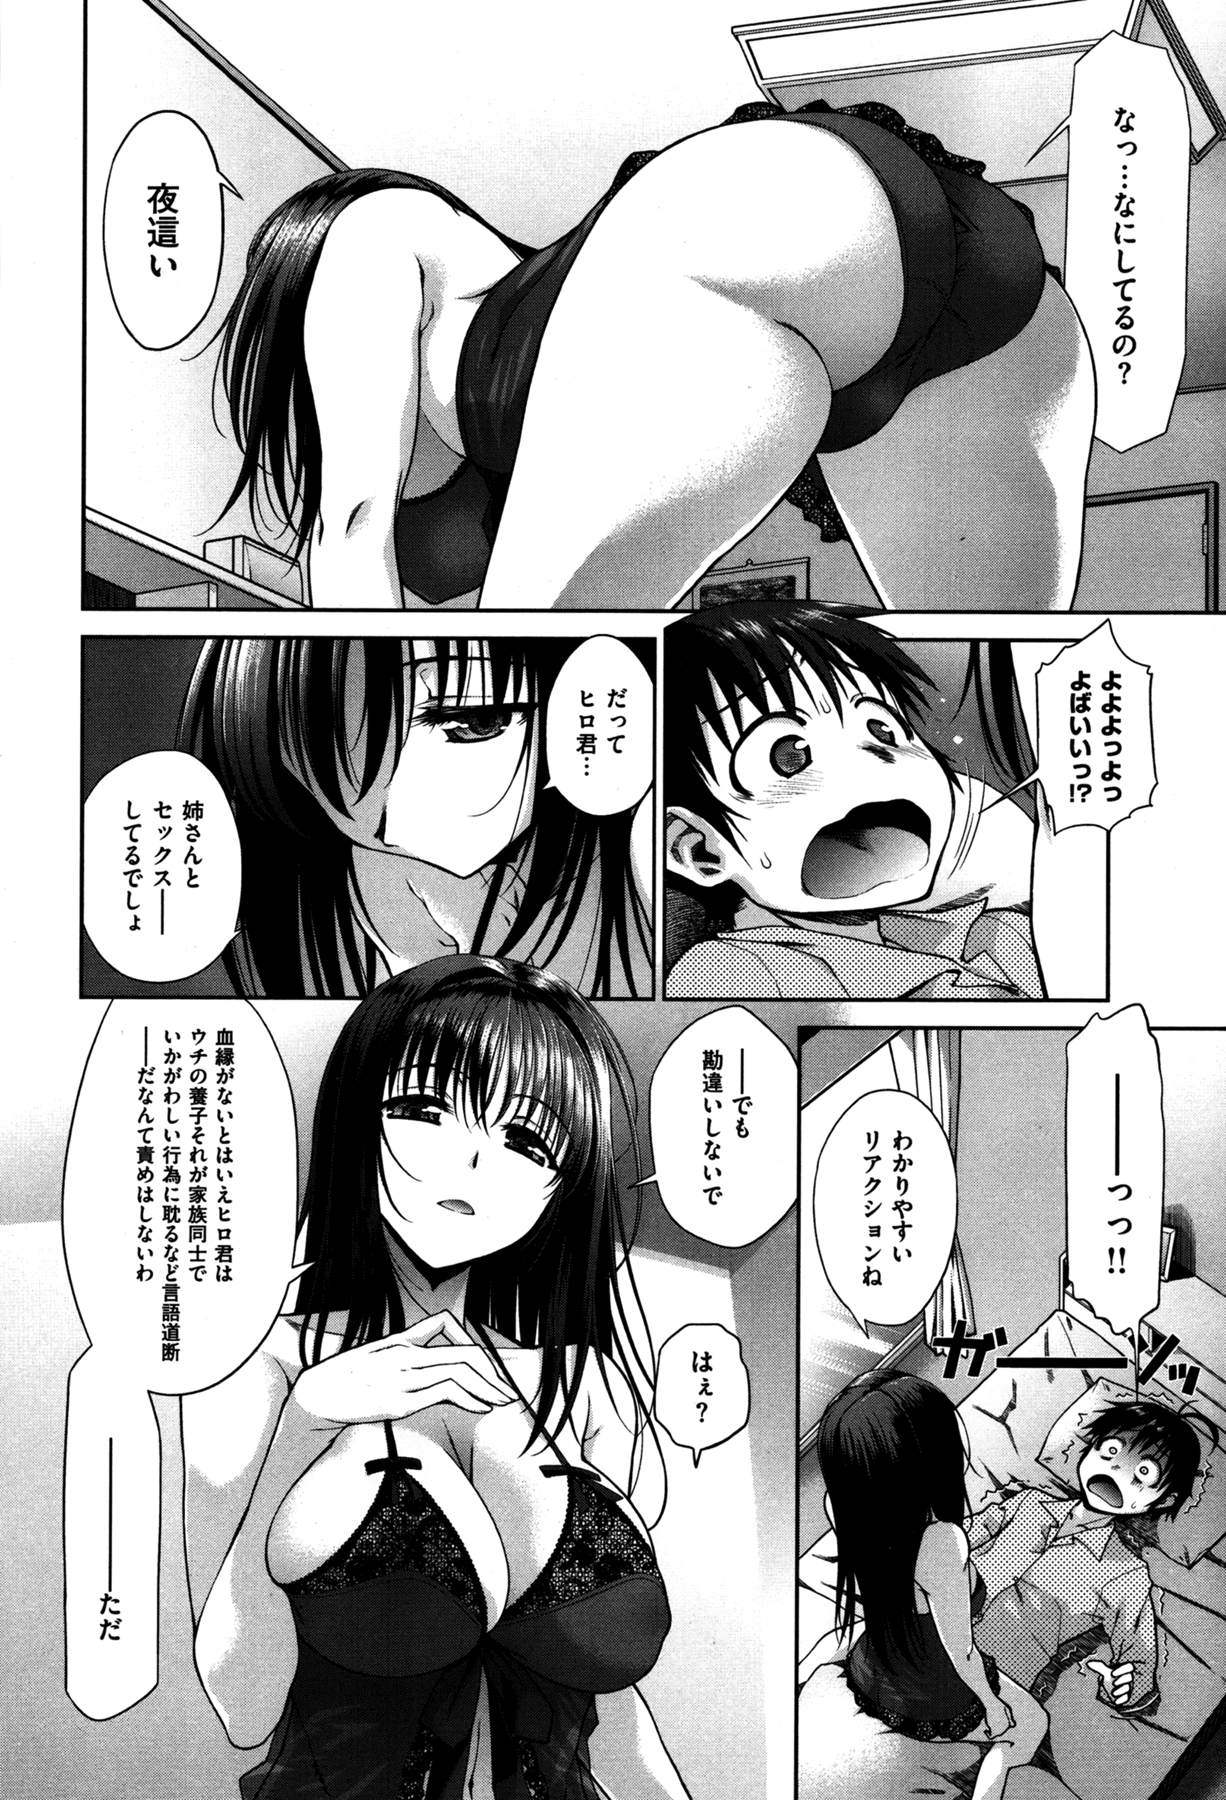 なっ…なにしてるの？
夜這い
よよよっよっ
よばいいっ!?
だって
ヒロ君…
姉さんと
セックス──
してるでしょ
────っっ!!
ガ──ンッ
わかりやすい
リアクションね
──でも
勘違いしないで
はぇ？
血縁がないとはいえヒロ君は
ウチの養子それが家族同士で
いかがわしい行為に耽るなど言語道断
──だなんて責めはしないわ
────ただ